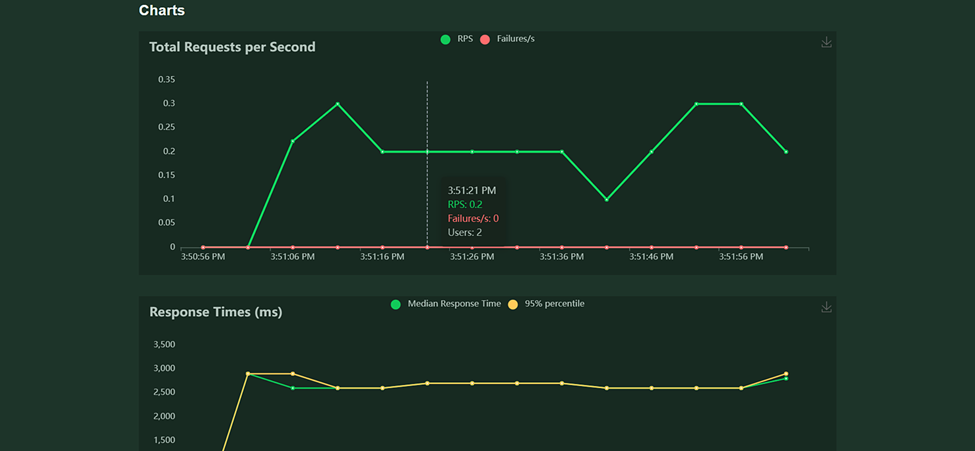 Charts
Total Requests per Second
RPS Failures/s
0.35
0.3
0.25
0.2
0.15
0.1
0.05
0
3:51:21 PM
RPS: 0.2
Failures/s: 0
Users: 2
3:50:56 PM 3:51:06 PM 3:51:16 PM 3:51:26 PM 3:51:36 PM 3:51:46 PM 3:51:56 PM
Response Times (ms)
Median Response Time 95% percentile
3,500
3,000
2,500
2,000
1,500